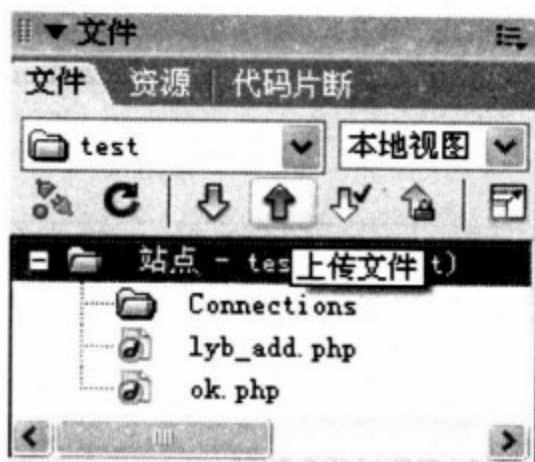 文件
文件 资源 代码片断
test 本地视图
站点 - tes 上传文件 t)
Connections
lyb_add.php
ok.php